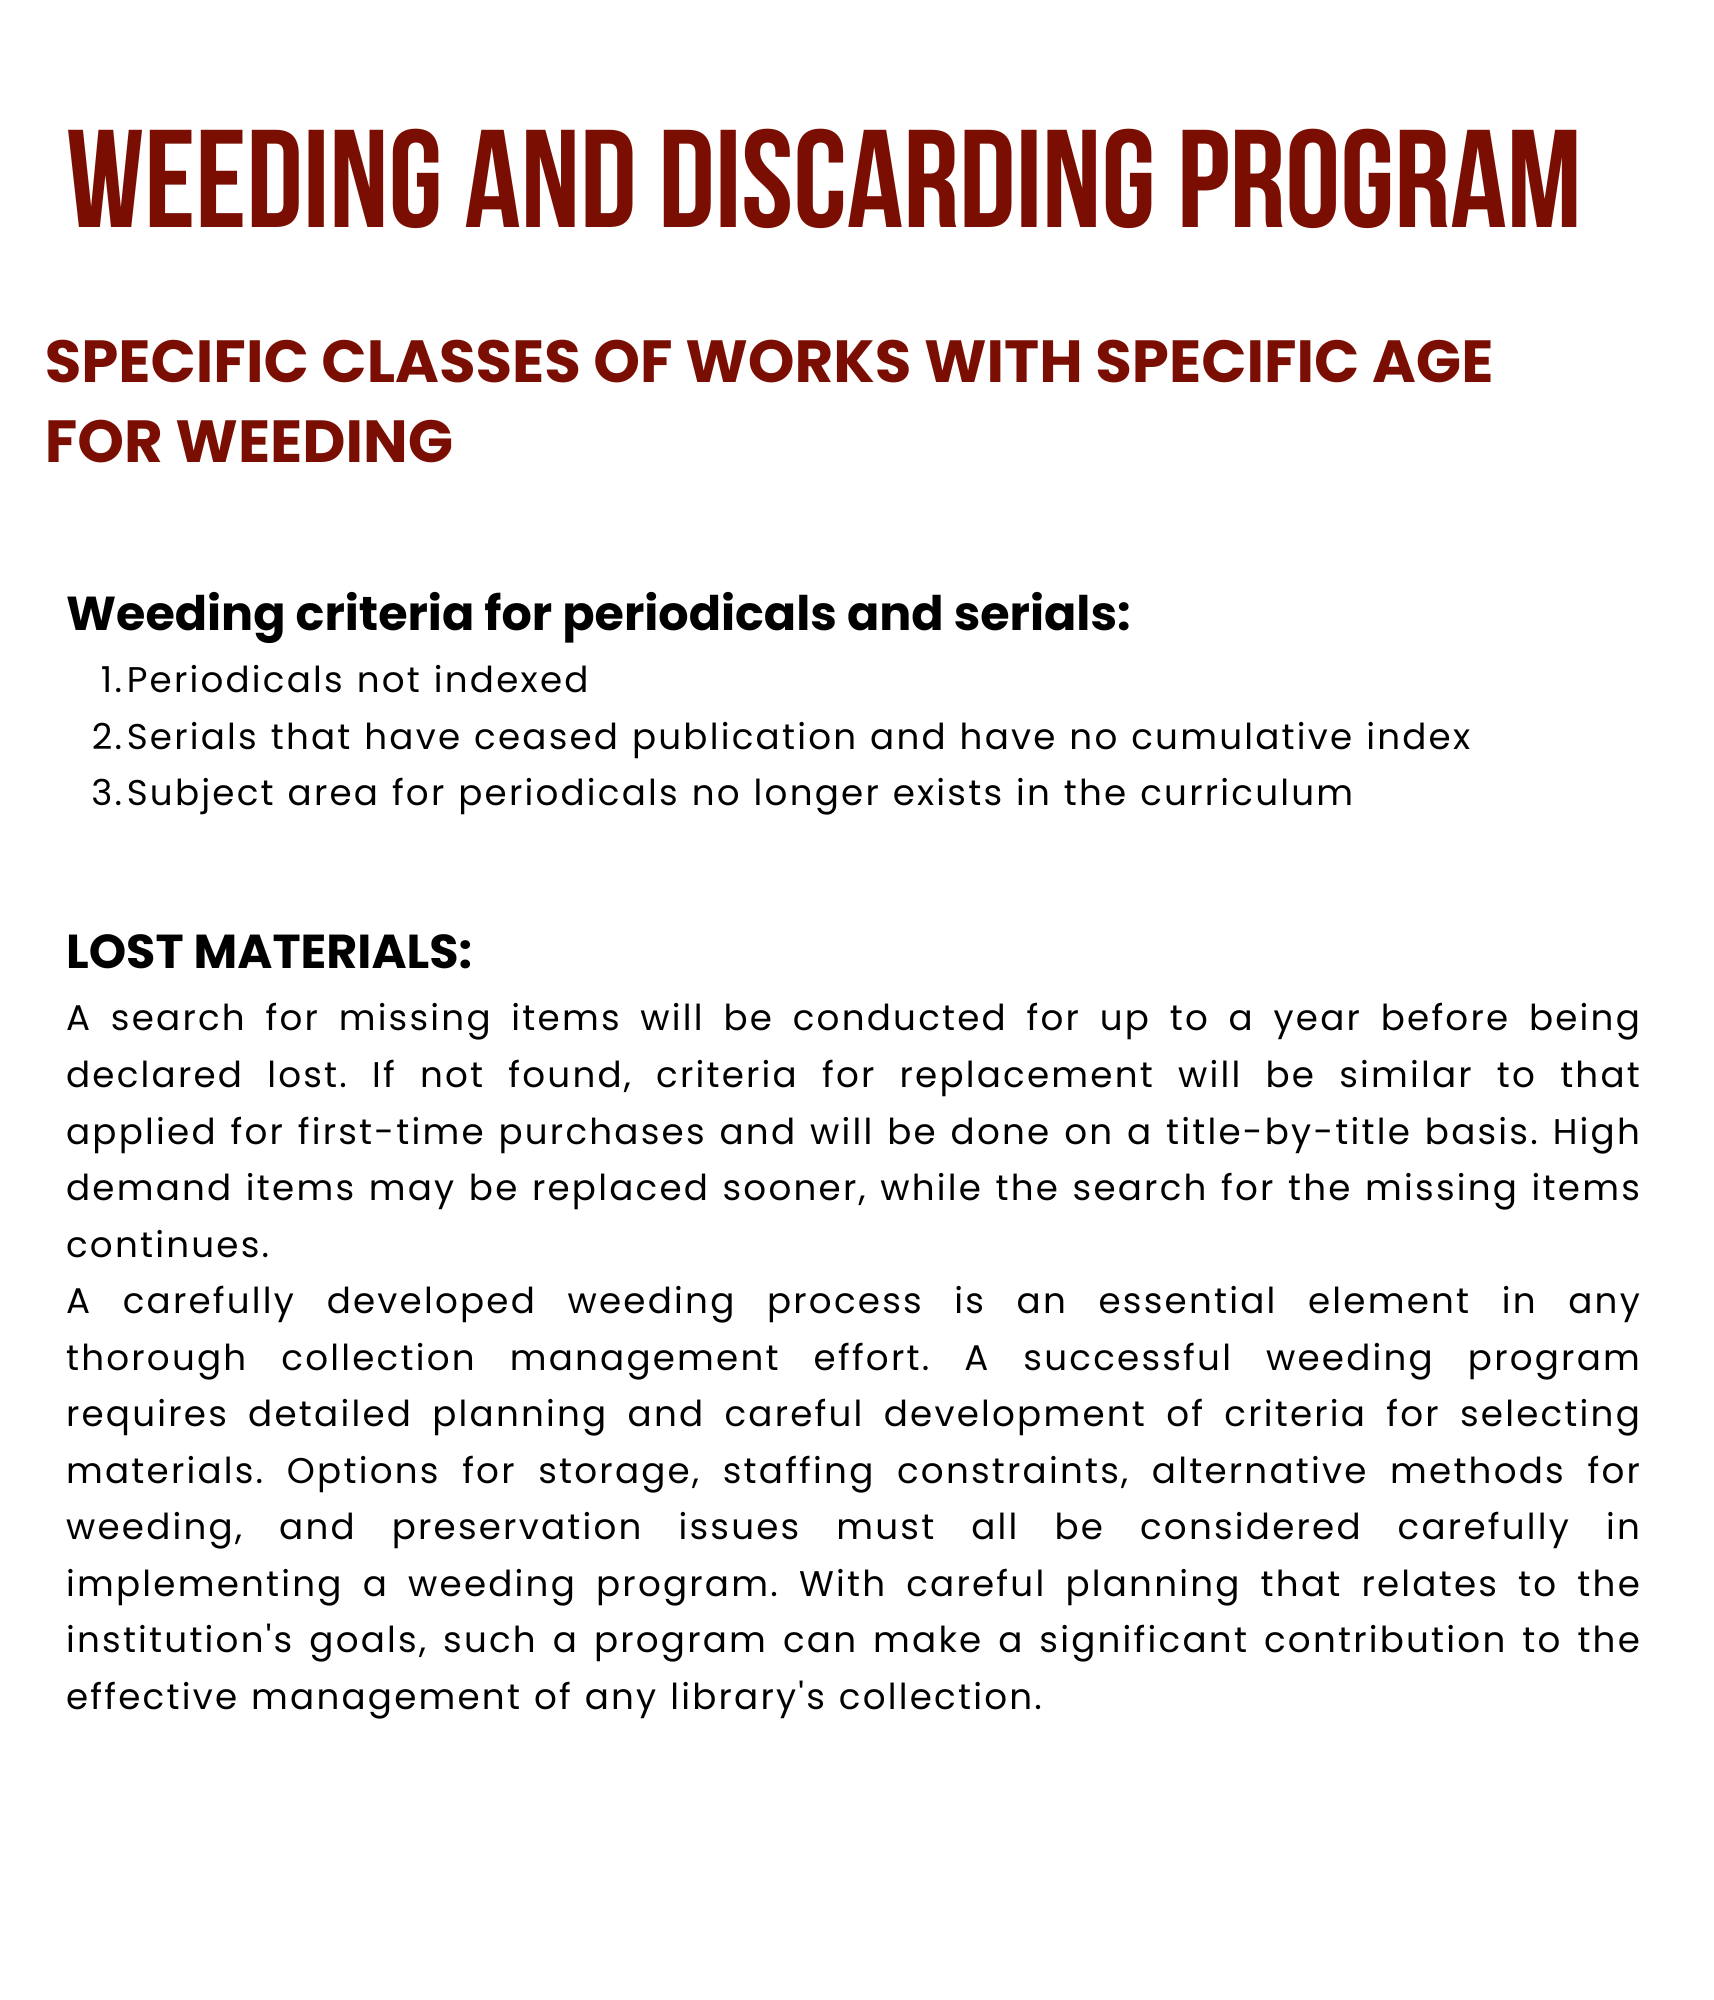 WEEDING AND DISCARDING PROGRAM
SPECIFIC CLASSES OF WORKS WITH SPECIFIC AGE
FOR WEEDING
Weeding criteria for periodicals and serials:
1. Periodicals not indexed
2. Serials that have ceased publication and have no cumulative index
3. Subject area for periodicals no longer exists in the curriculum
LOST MATERIALS:
A search for missing items will be conducted for up to a year before being
declared lost. If not found, criteria for replacement will be similar to that
applied for first-time purchases and will be done on a title-by-title basis. High
demand items may be replaced sooner, while the search for the missing items
continues.
A carefully developed weeding process is an essential element in any
thorough collection management effort. A successful weeding program
requires detailed planning and careful development of criteria for selecting
materials. Options for storage, staffing constraints, alternative methods for
weeding, and preservation issues must all be considered carefully in
implementing a weeding program. With careful planning that relates to the
institution's goals, such a program can make a significant contribution to the
effective management of any library's collection.